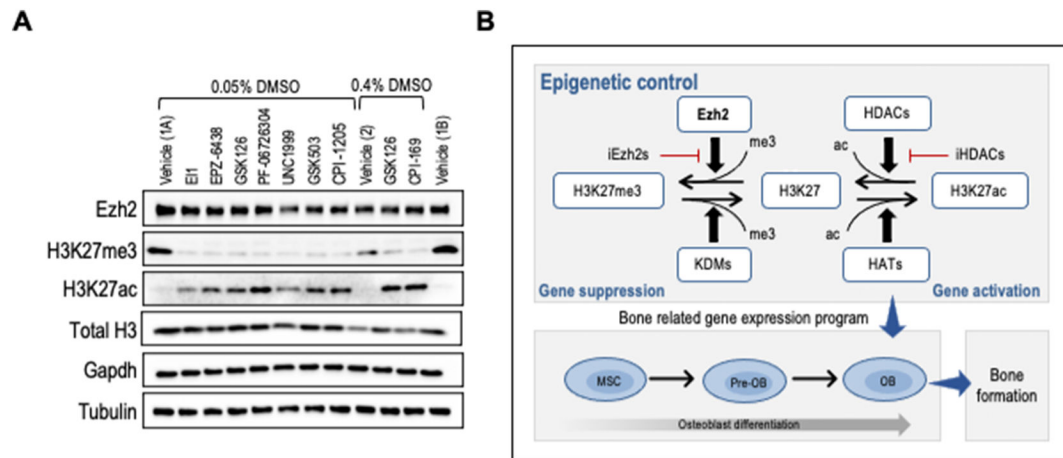 A
0.05% DMSO
0.4% DMSO
Vehicle (1A)
EI1
EPZ-6438
GSK126
PF-06726304
UNC1999
GSK503
CPI-1205
Vehicle (2)
GSK126
CPI-169
Vehicle (1B)
Ezh2
H3K27me3
H3K27ac
Total H3
Gapdh
Tubulin
B
Epigenetic control
Ezh2
HDACs
iEzh2s
me3
ac
iHDACs
H3K27me3
H3K27
H3K27ac
me3
ac
KDMs
HATs
Gene suppression
Gene activation
Bone related gene expression program
MSC
Pre-OB
OB
Bone
formation
Osteoblast differentiation